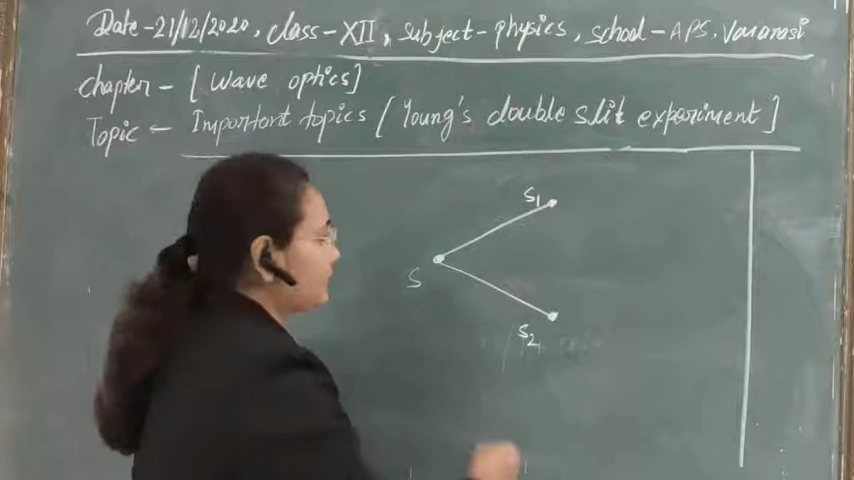 Date-21/12/2020, class-XII, subject-physics, school-APS, Varanasi
chapter - [wave optics]
Topic - Important topics [Young's double slit experiment]
S1
S
S2